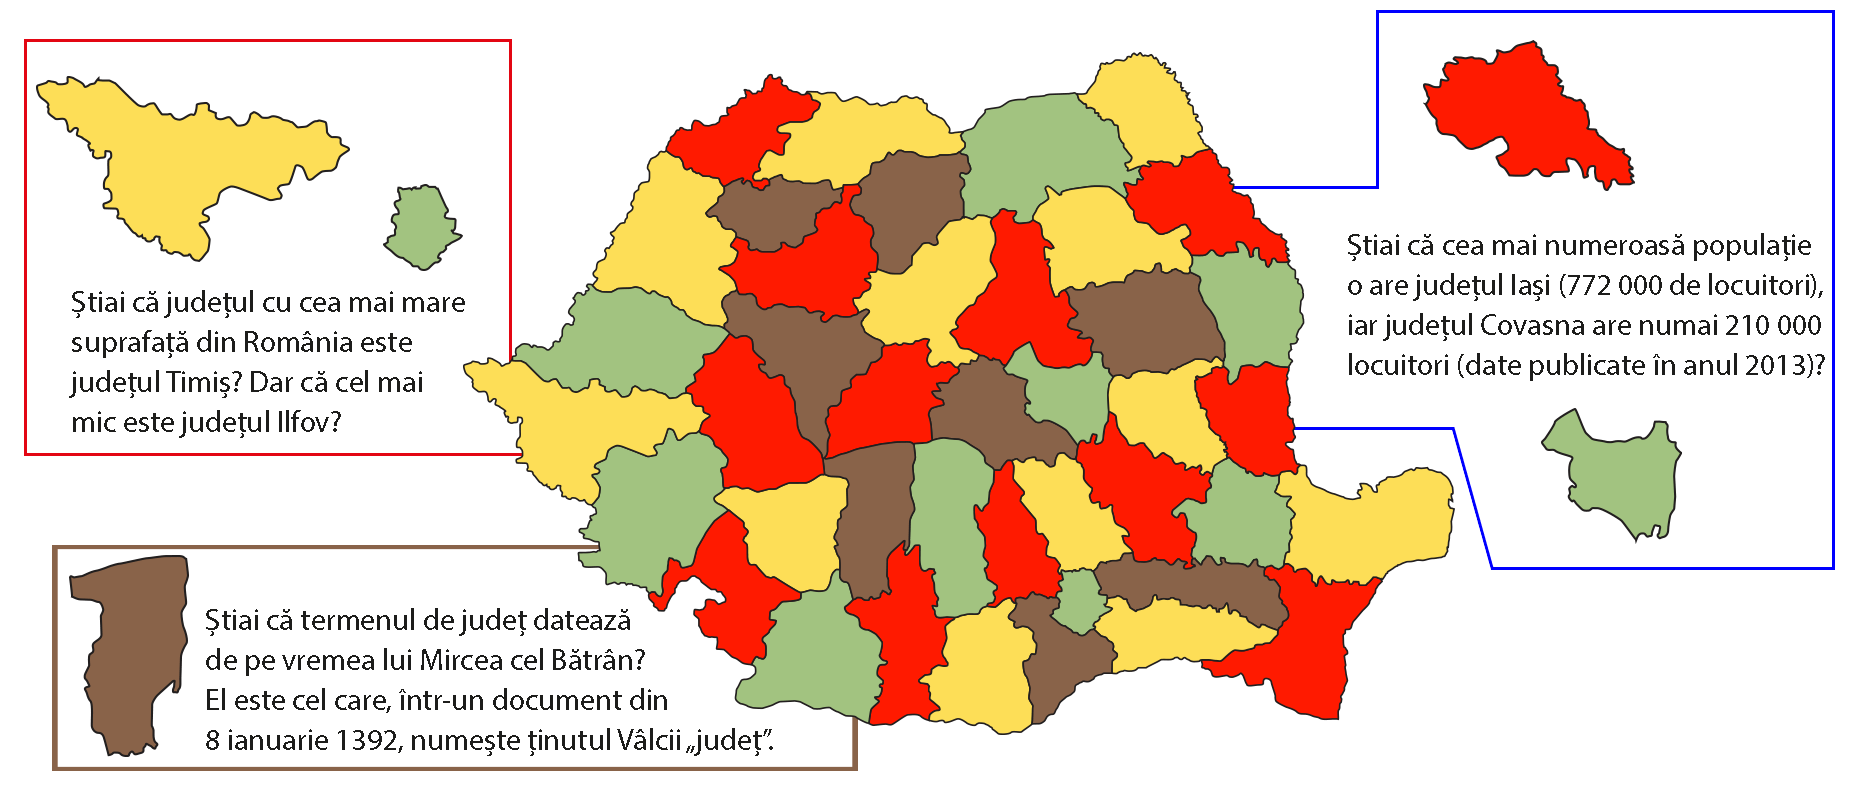 Știai că județul cu cea mai mare
suprafață din România este
județul Timiș? Dar că cel mai
mic este județul Ilfov?
Știai că cea mai numeroasă populație
o are județul Iași (772 000 de locuitori),
iar județul Covasna are numai 210 000
locuitori (date publicate în anul 2013)?
Știai că termenul de județ datează
de pe vremea lui Mircea cel Bătrân?
El este cel care, într-un document din
8 ianuarie 1392, numește ținutul Vâlcii „județ”.